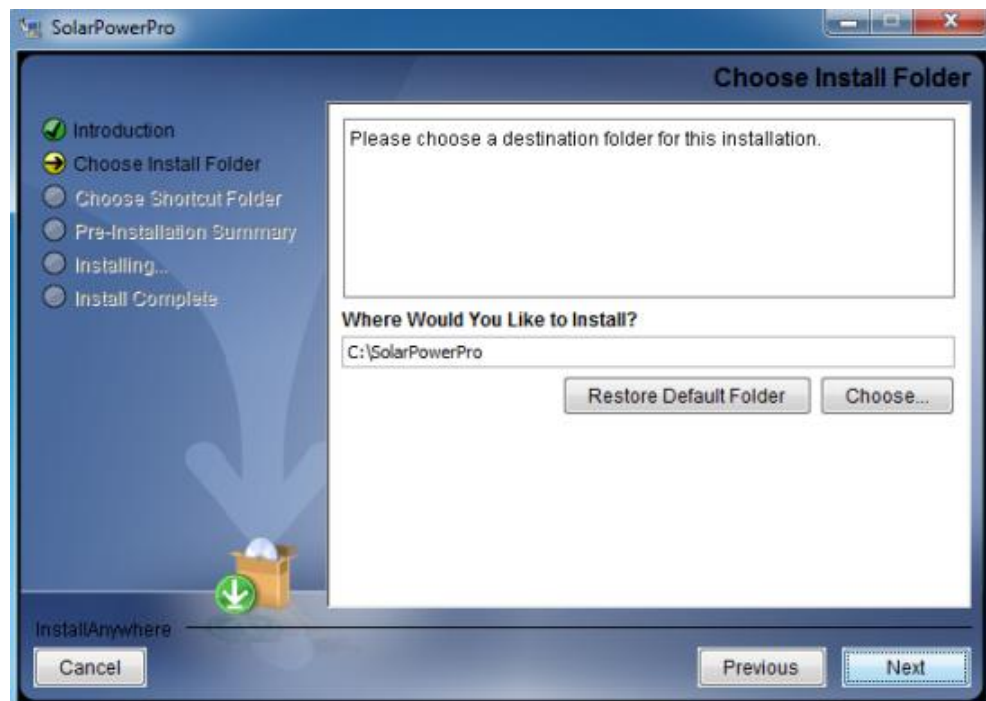 SolarPowerPro
Choose Install Folder
Introduction
Choose Install Folder
Choose Shortcut Folder
Pre-Installation Summary
Installing...
Install Complete
Please choose a destination folder for this installation.
Where Would You Like to Install?
C:\SolarPowerPro
Restore Default Folder
Choose...
InstallAnywhere
Cancel
Previous
Next